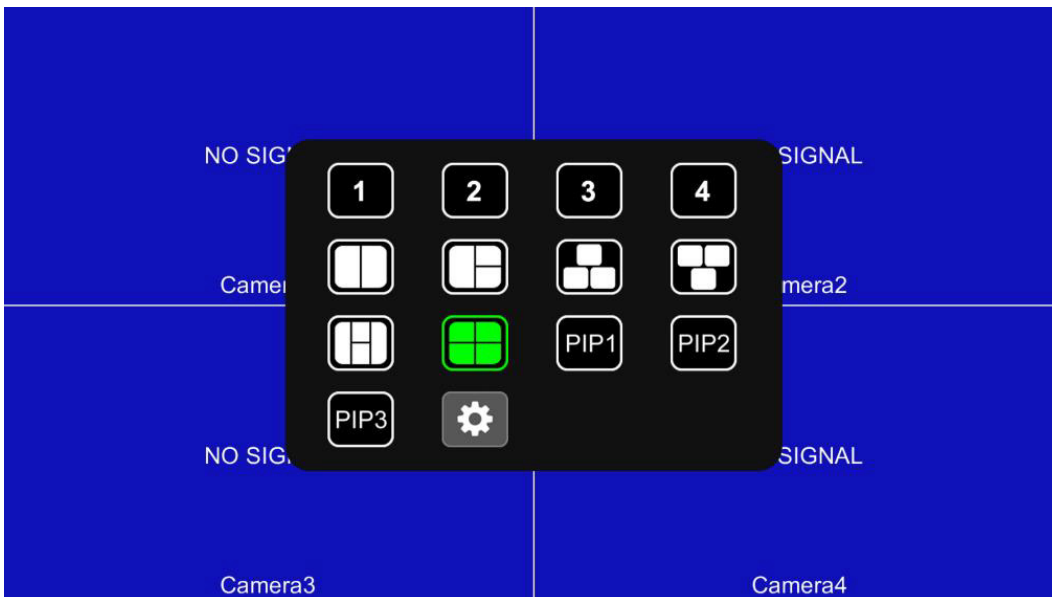 NO SIG
SIGNAL
1 2 3 4
Camer
mera2
PIP1 PIP2
PIP3
NO SIG
SIGNAL
Camera3
Camera4